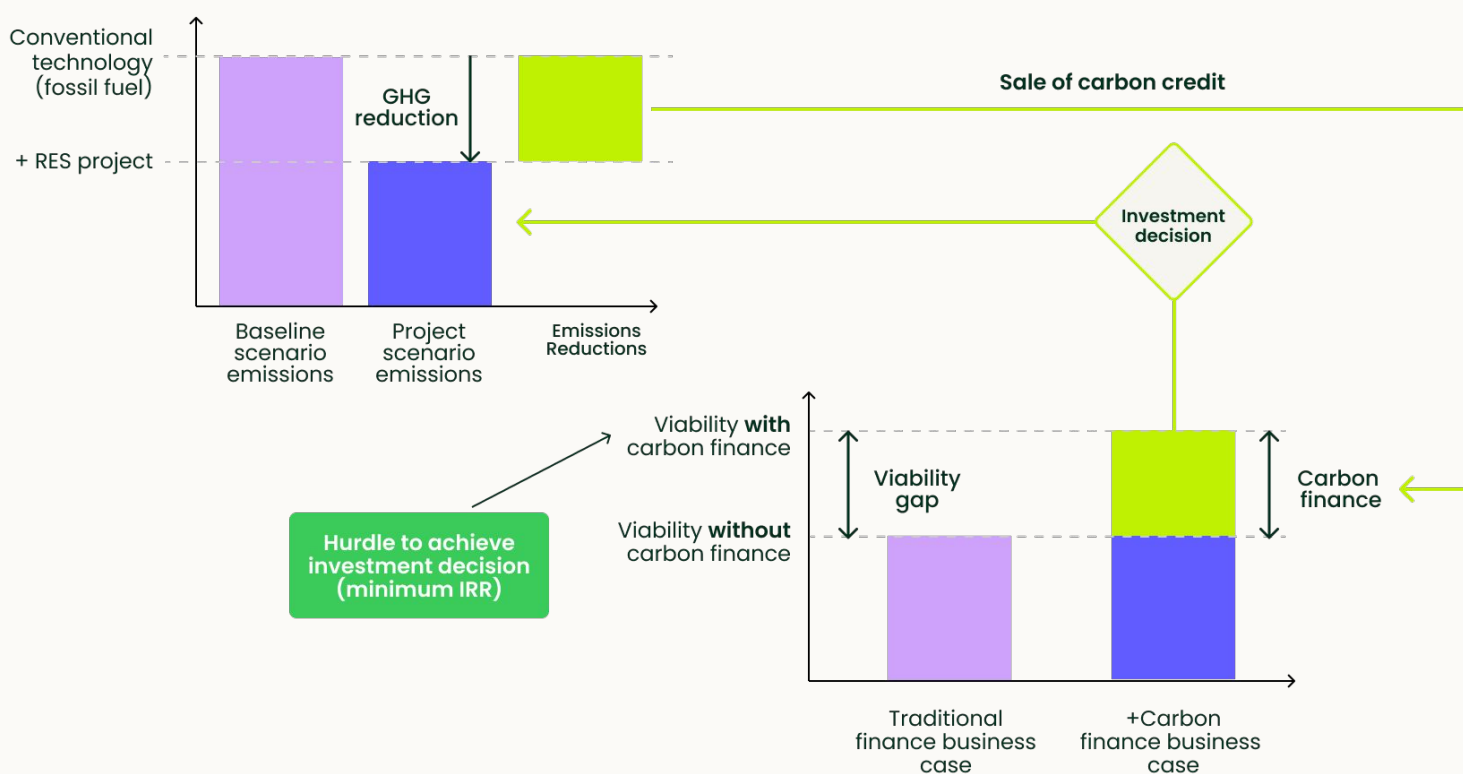 Conventional
technology
(fossil fuel)
+ RES project
GHG
reduction
Baseline
scenario
emissions
Project
scenario
emissions
Emissions
Reductions
Sale of carbon credit
Investment
decision
Hurdle to achieve
investment decision
(minimum IRR)
Viability with
carbon finance
Viability without
carbon finance
Viability
gap
Carbon
finance
Traditional
finance business
case
+Carbon
finance business
case